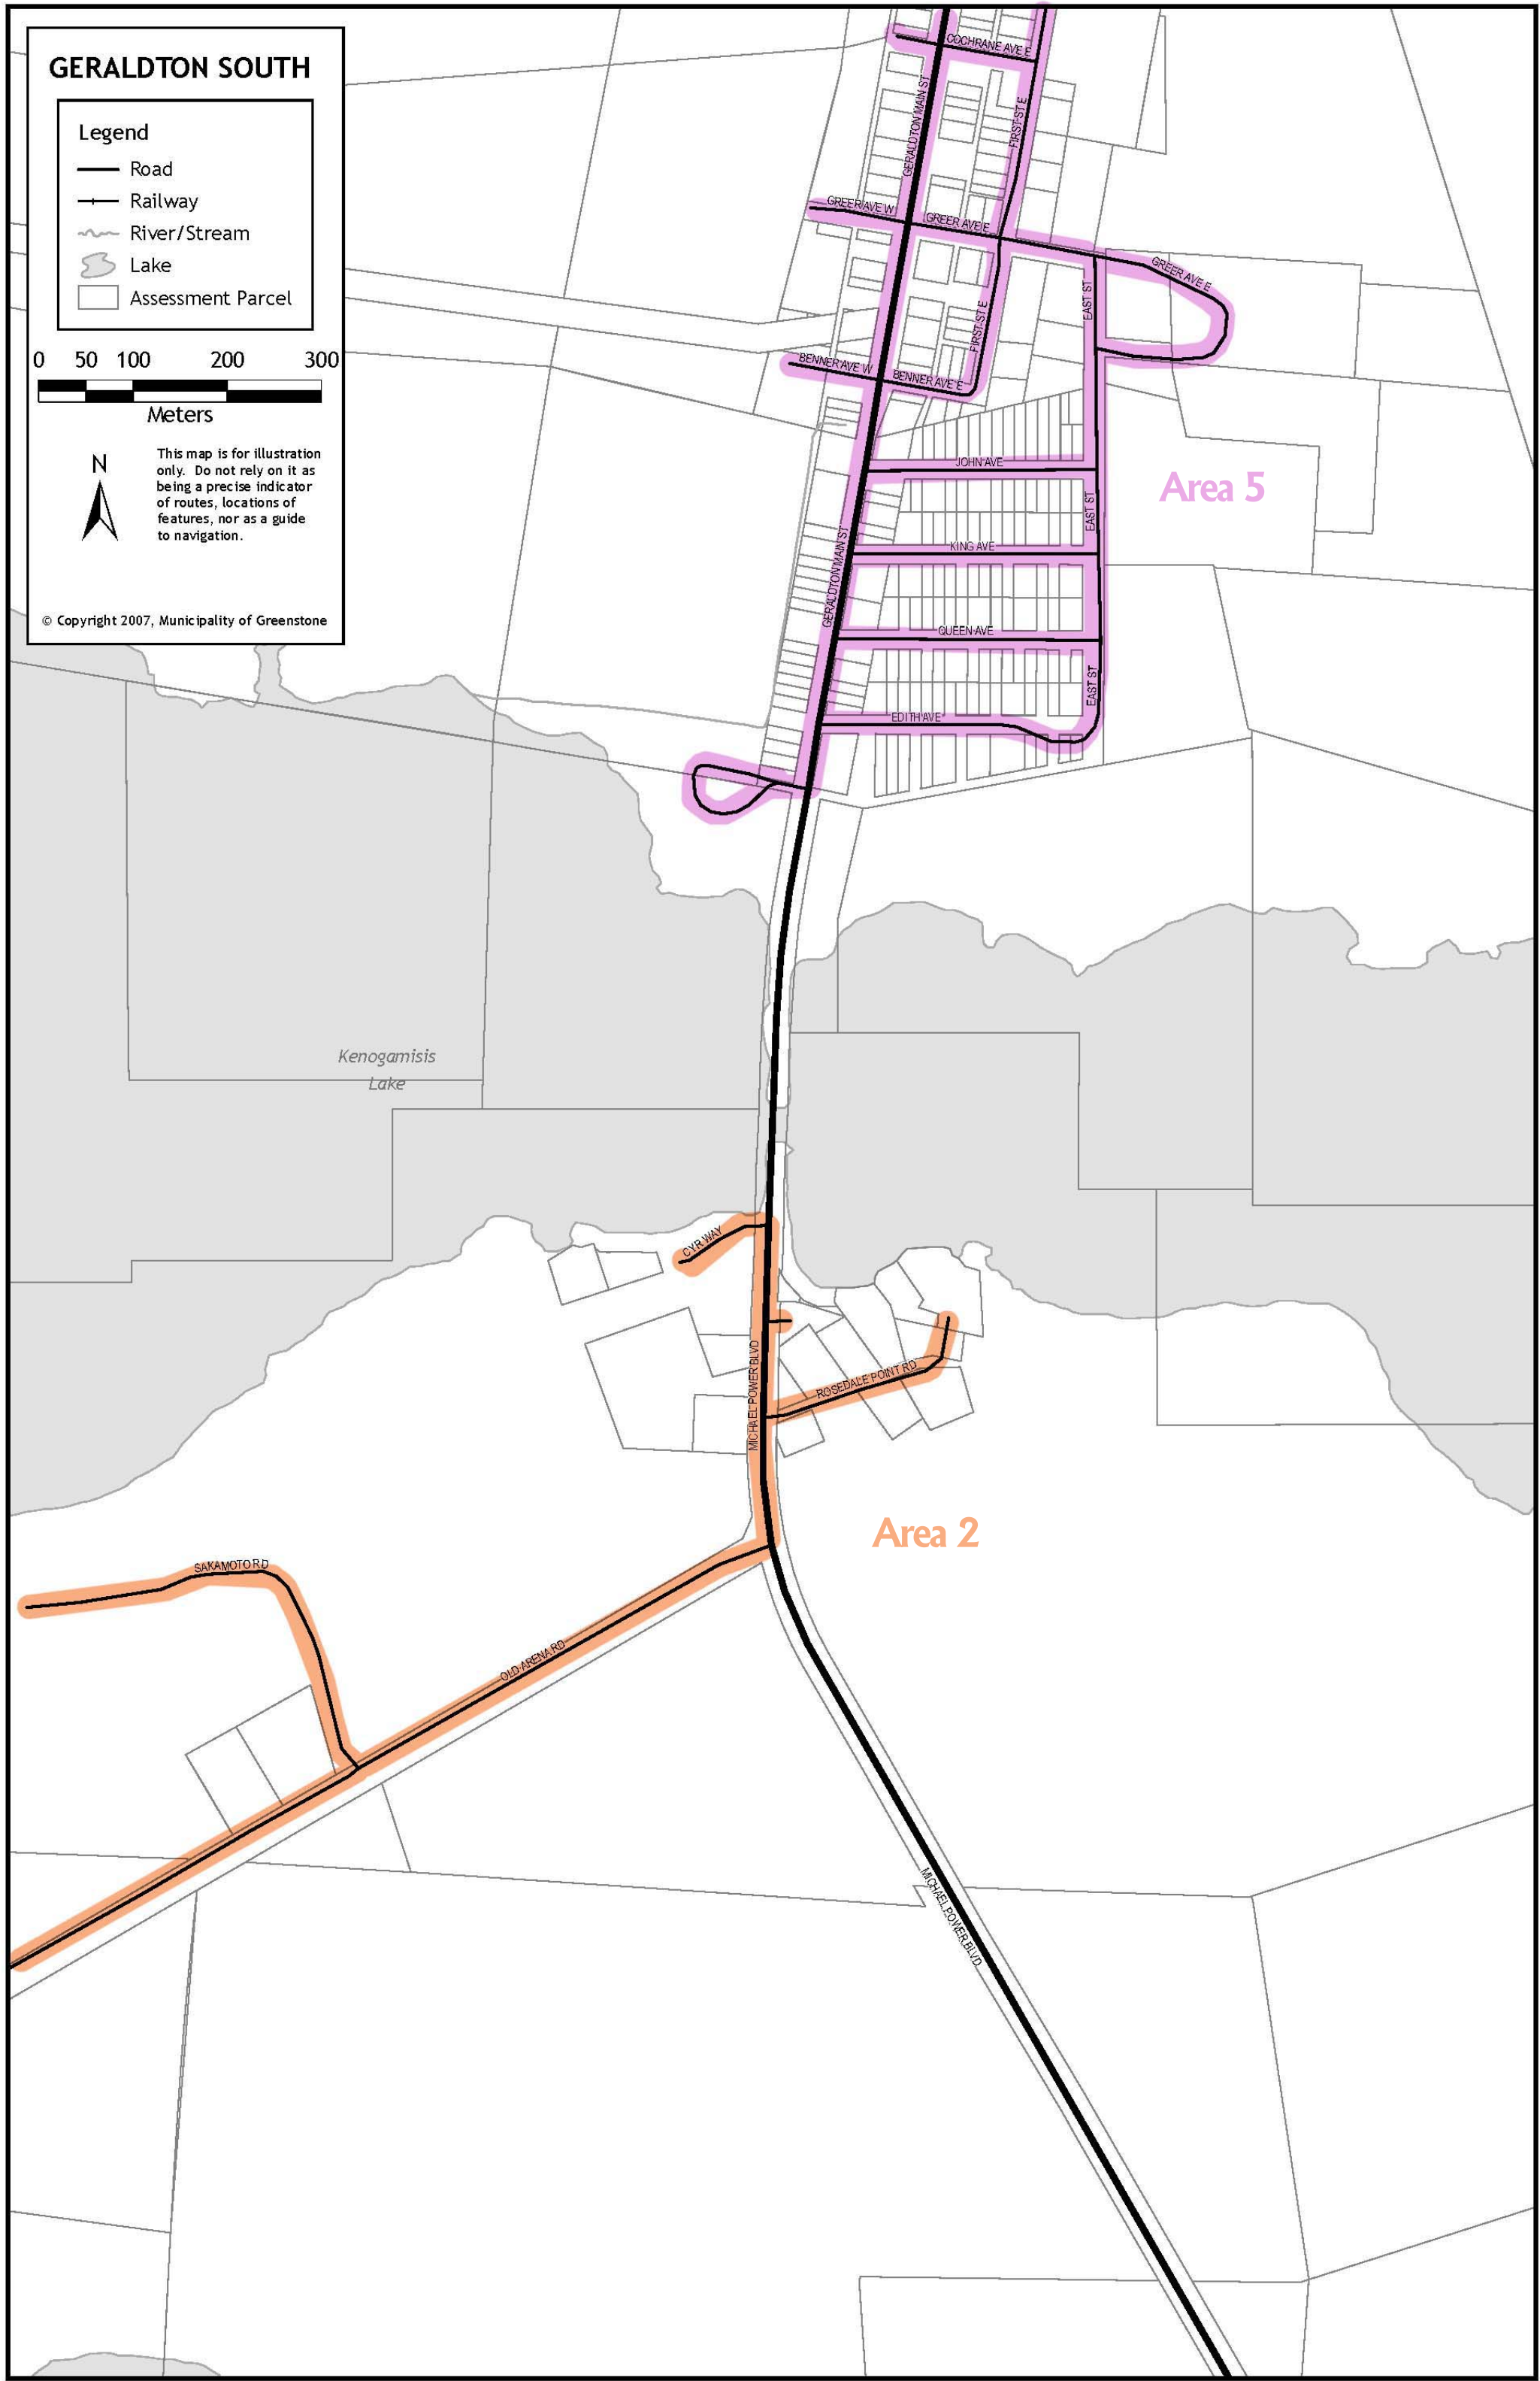 GERALDTON SOUTH
Legend
Road
Railway
River/Stream
Lake
Assessment Parcel
0 50 100 200 300
Meters
N
This map is for illustration
only. Do not rely on it as
being a precise indicator
of routes, locations of
features, nor as a guide
to navigation.
© Copyright 2007, Municipality of Greenstone
COCHRANE AVE E
GERALDTON MAIN ST
FIRST ST E
GREER AVE W
GREER AVE E
GREER AVE E
EAST ST
FIRST ST E
BENNER AVE W
BENNER AVE E
JOHN AVE
Area 5
EAST ST
KING AVE
GERALDTON MAIN ST
QUEEN AVE
EAST ST
EDITH AVE
Kenogamisis
Lake
CYR WAY
MICHAEL POWER BLVD
ROSEDALE POINT RD
Area 2
SAKAMOTO RD
OLD ARENA RD
MICHAEL POWER BLVD